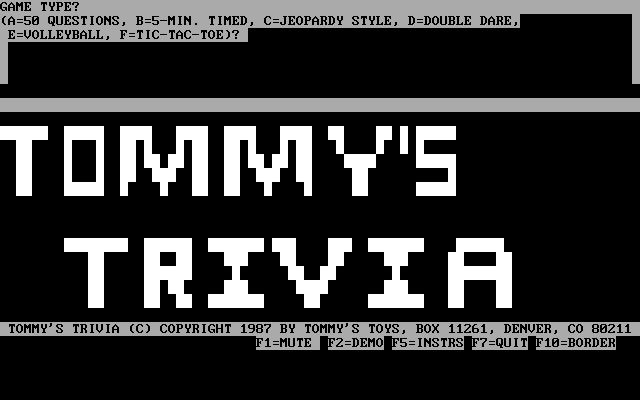 GAME TYPE?
(A=50 QUESTIONS, B=5-MIN. TIMED, C=JEOPARDY STYLE, D=DOUBLE DARE,
E=VOLLEYBALL, F=TIC-TAC-TOE)?
TOMMY'S
TRIVIA
TOMMY'S TRIVIA (C) COPYRIGHT 1987 BY TOMMY'S TOYS, BOX 11261, DENVER, CO 80211
F1=MUTE F2=DEMO F5=INSTRS F7=QUIT F10=BORDER